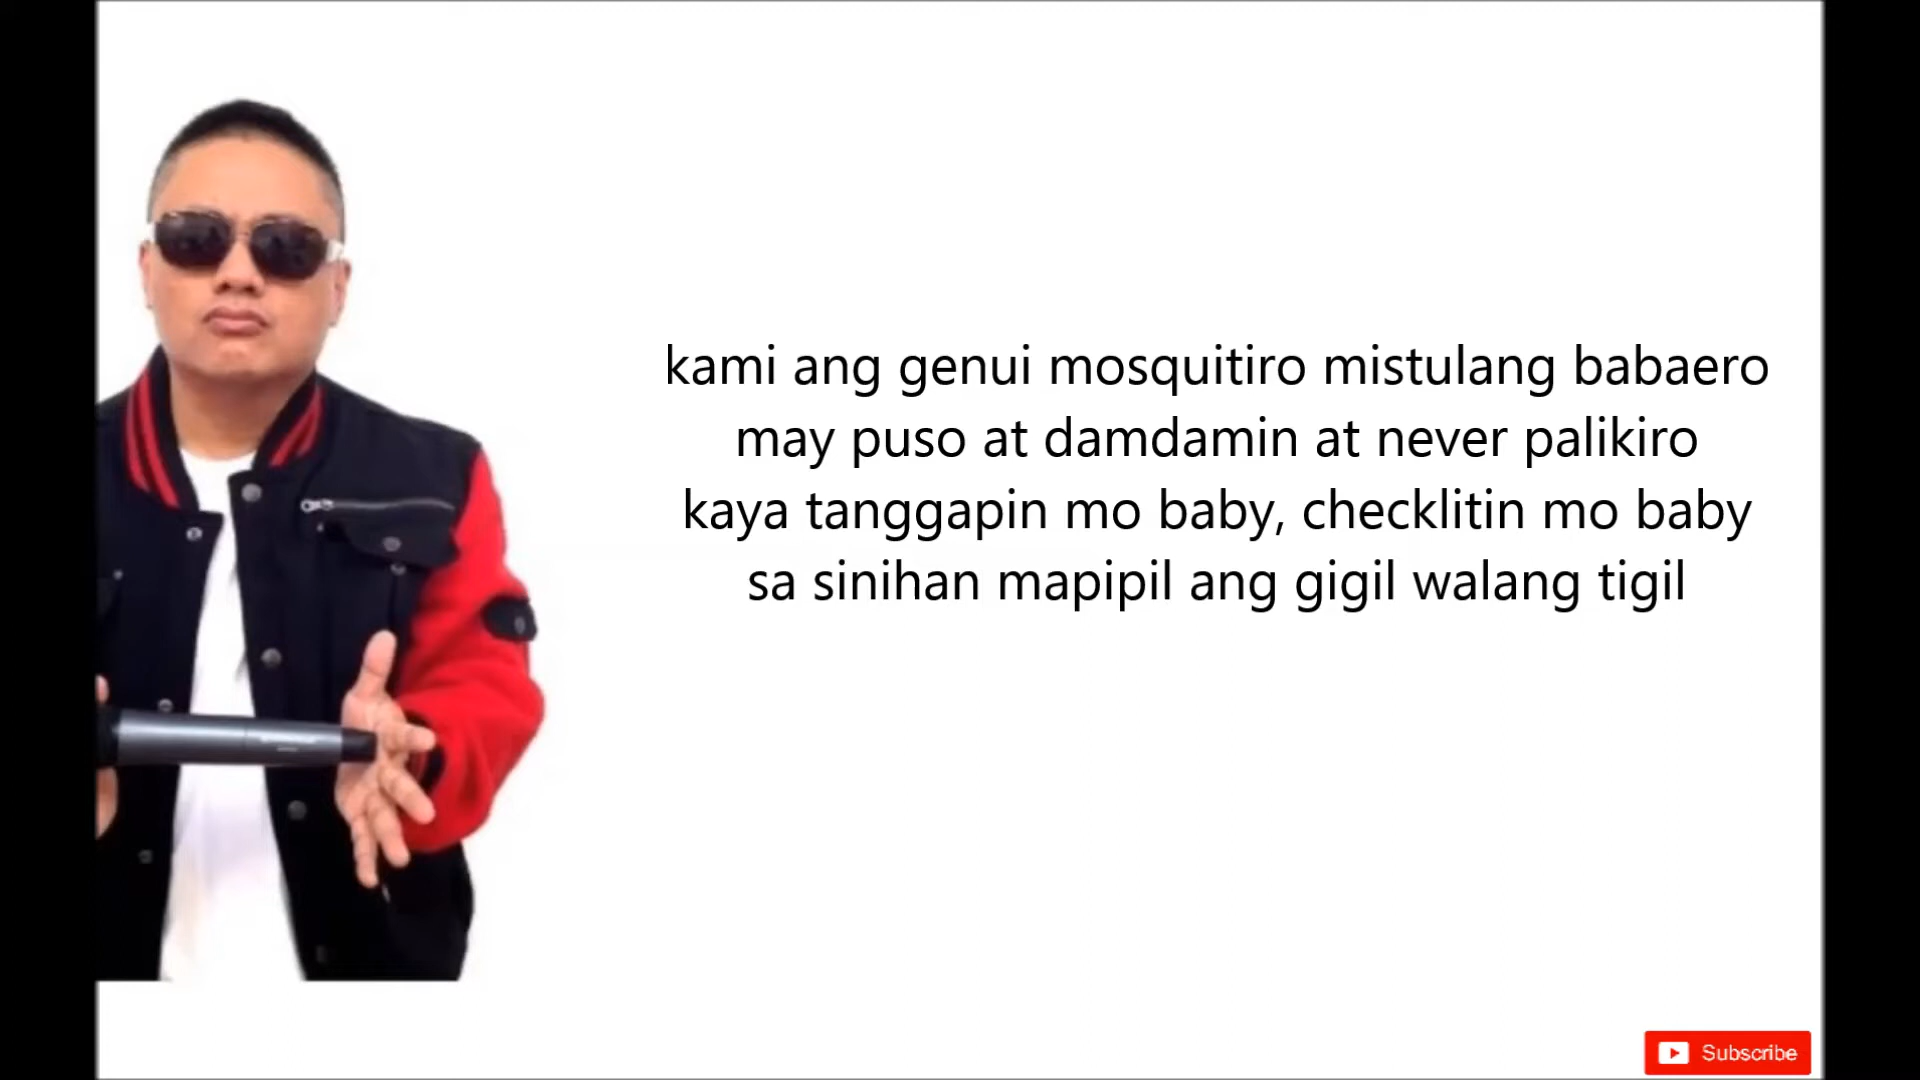 kami ang genui mosquitiro mistulang babaero
may puso at damdamin at never palikiro
kaya tanggapin mo baby, checklitin mo baby
sa sinihan mapipil ang gigil walang tigil
Subscribe